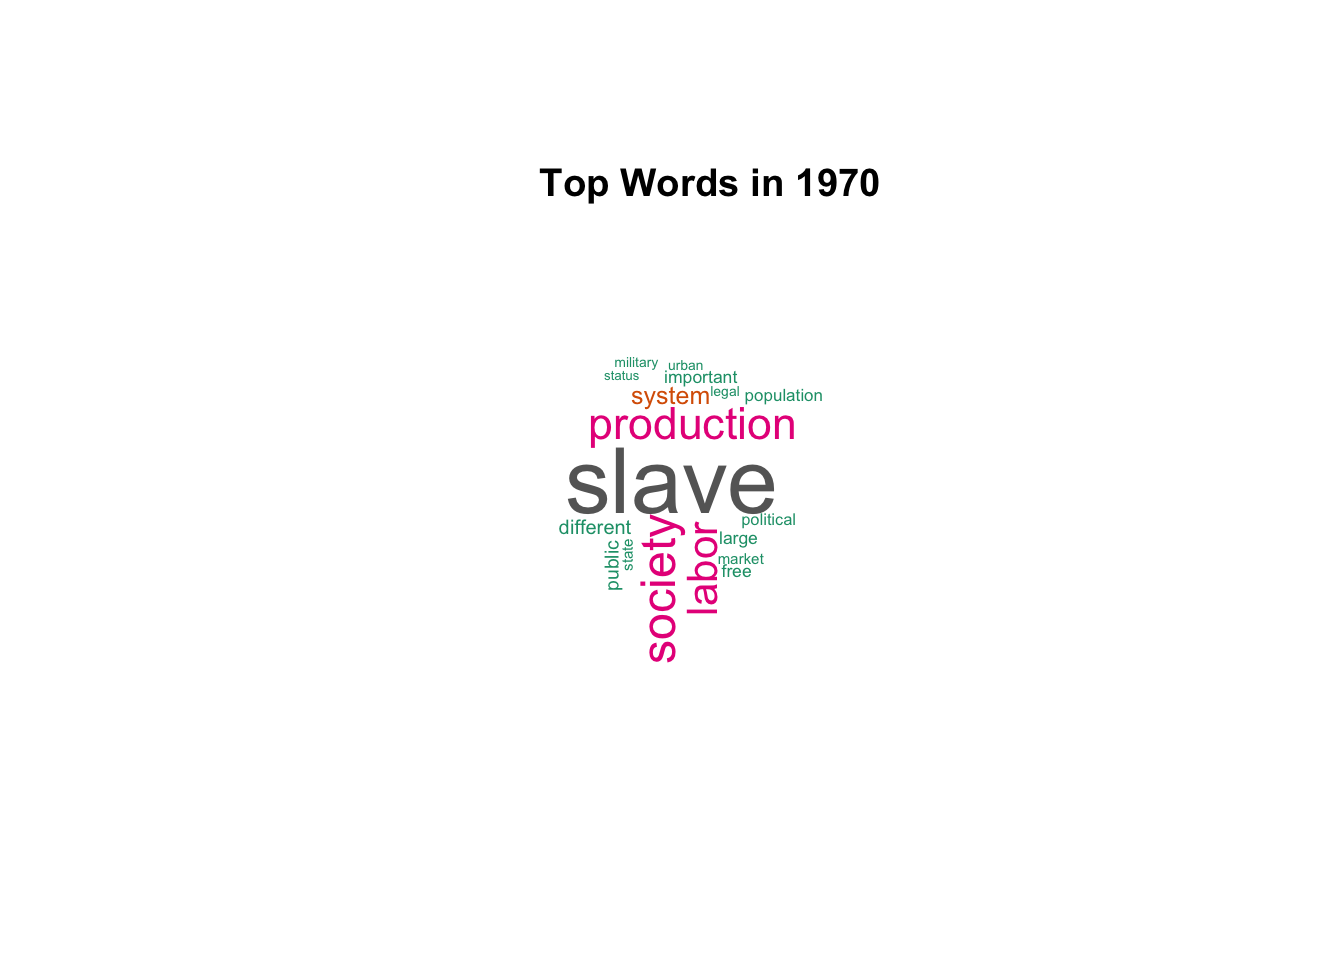 Top Words in 1970
military
urban
status
important
system
legal
population
production
slave
different
political
society
labor
large
public
state
market
free